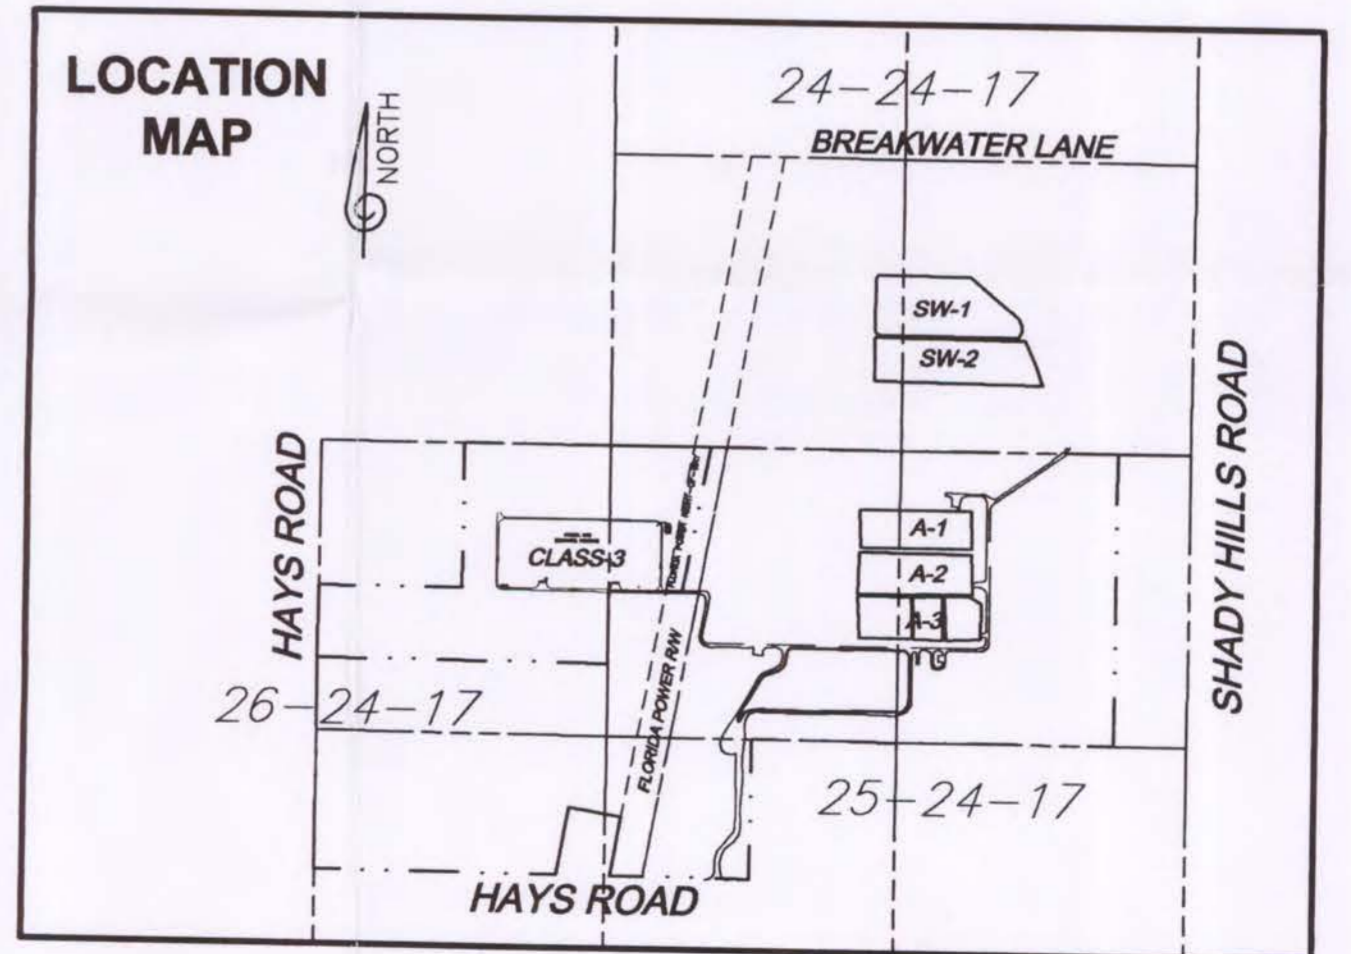 LOCATION
MAP
NORTH
24-24-17
BREAKWATER LANE
SW-1
SW-2
SHADY HILLS ROAD
HAYS ROAD
A-1
CLASS-3
A-2
A-3
FLORIDA POWER R/W
26-24-17
25-24-17
HAYS ROAD